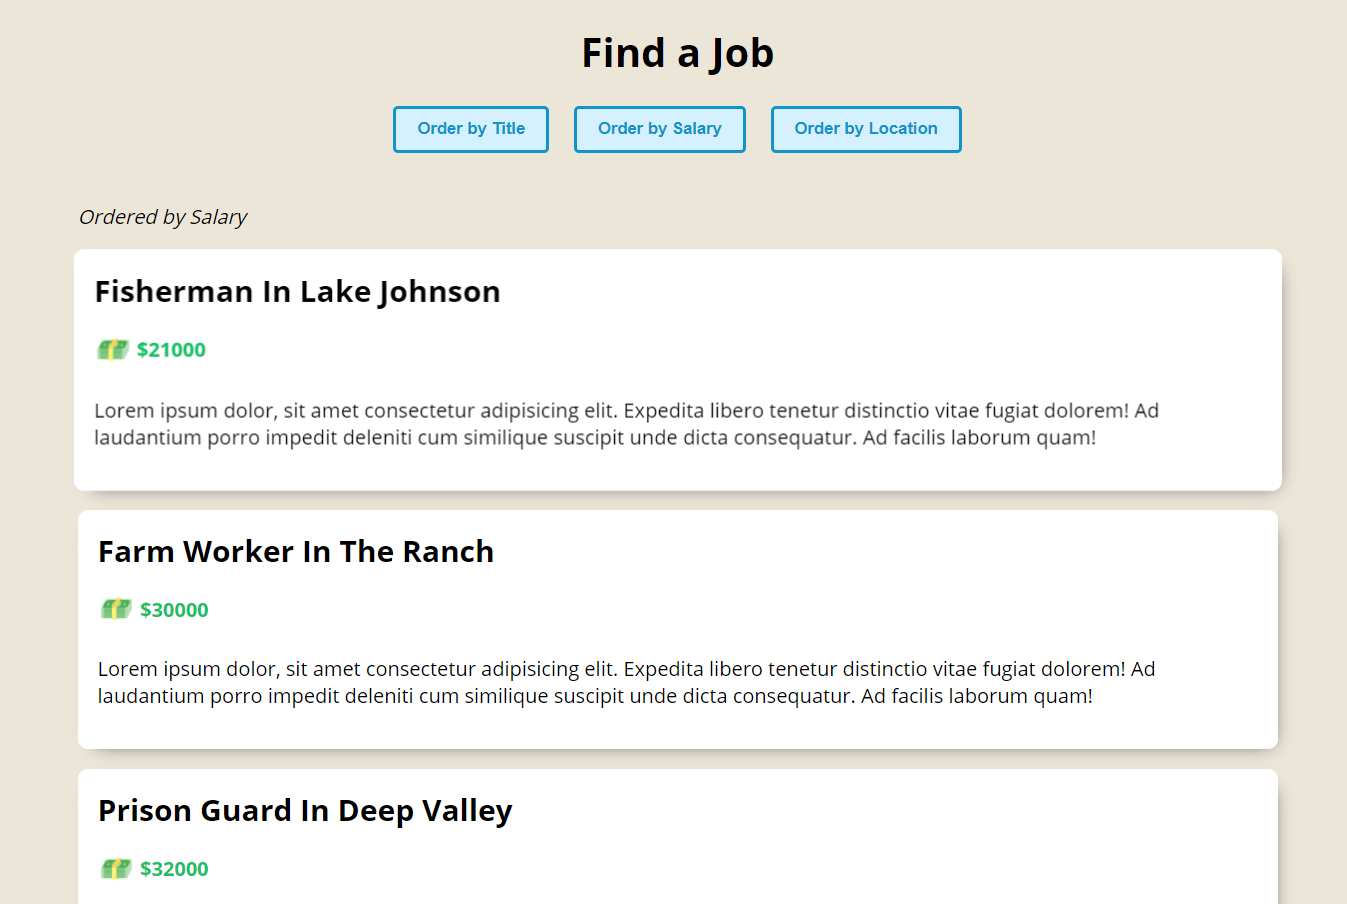 Find a Job
Order by Title
Order by Salary
Order by Location
Ordered by Salary
Fisherman In Lake Johnson
$21000
Lorem ipsum dolor, sit amet consectetur adipisicing elit. Expedita libero tenetur distinctio vitae fugiat dolorem! Ad
laudantium porro impedit deleniti cum similique suscipit unde dicta consequatur. Ad facilis laborum quam!
Farm Worker In The Ranch
$30000
Lorem ipsum dolor, sit amet consectetur adipisicing elit. Expedita libero tenetur distinctio vitae fugiat dolorem! Ad
laudantium porro impedit deleniti cum similique suscipit unde dicta consequatur. Ad facilis laborum quam!
Prison Guard In Deep Valley
$32000